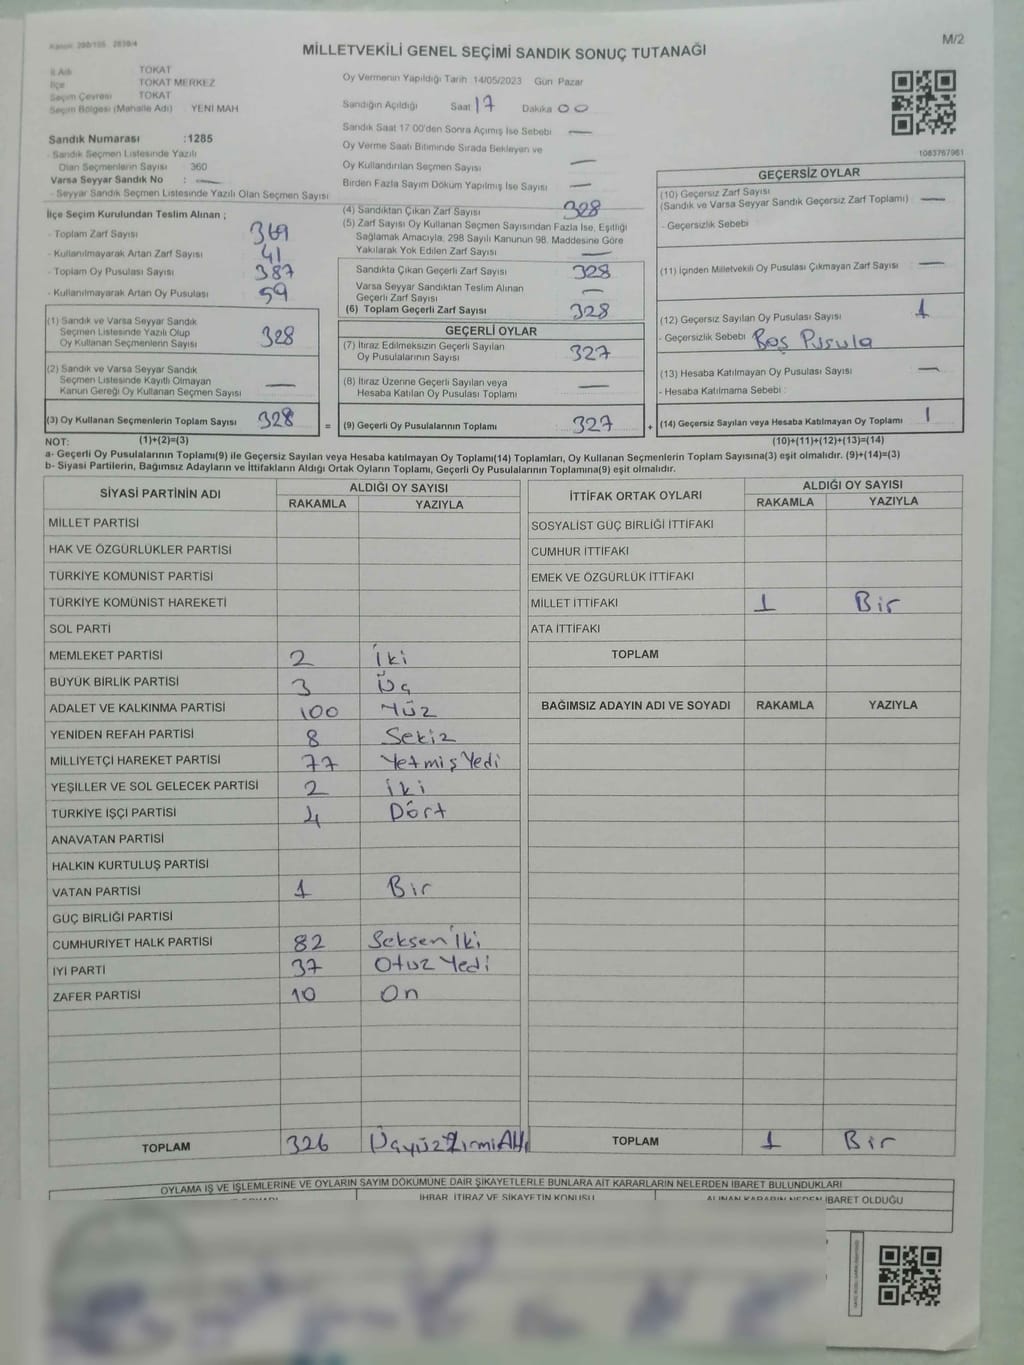 M/2
MİLLETVEKİLİ GENEL SEÇİMİ SANDIK SONUÇ TUTANAĞI
İl Adı TOKAT
İlçe TOKAT MERKEZ
Seçim Çevresi TOKAT
Seçim Bölgesi (Mahalle Adı) YENİ MAH
Sandık Numarası :1285
- Sandık Seçmen Listesinde Yazılı
Olan Seçmenlerin Sayısı 360
Varsa Seyyar Sandık No : —
- Seyyar Sandık Seçmen Listesinde Yazılı Olan Seçmen Sayısı
Oy Vermenin Yapıldığı Tarih 14/05/2023 Gün Pazar
Sandığın Açıldığı Saat 17 Dakika 00
Sandık Saat 17 00'den Sonra Açımış İse Sebebi —
Oy Verme Saati Bitiminde Sırada Bekleyen ve
Oy Kullandırılan Seçmen Sayısı —
Birden Fazla Sayım Döküm Yapılmış İse Sayısı —
1083767961
İlçe Seçim Kurulundan Teslim Alınan ;
- Toplam Zarf Sayısı 369
- Kullanılmayarak Artan Zarf Sayısı 41
- Toplam Oy Pusulası Sayısı 387
- Kullanılmayarak Artan Oy Pusulası 59
(1) Sandık ve Varsa Seyyar Sandık
Seçmen Listesinde Yazılı Olup
Oy Kullanan Seçmenlerin Sayısı 328
(2) Sandık ve Varsa Seyyar Sandık
Seçmen Listesinde Kayıtlı Olmayan
Kanun Gereği Oy Kullanan Seçmen Sayısı —
(3) Oy Kullanan Seçmenlerin Toplam Sayısı 328 =
(4) Sandıktan Çıkan Zarf Sayısı 328
(5) Zarf Sayısı Oy Kullanan Seçmen Sayısından Fazla İse, Eşitliği
Sağlamak Amacıyla, 298 Sayılı Kanunun 98. Maddesine Göre
Yakılarak Yok Edilen Zarf Sayısı —
Sandıkta Çıkan Geçerli Zarf Sayısı 328
Varsa Seyyar Sandıktan Teslim Alınan
Geçerli Zarf Sayısı —
(6) Toplam Geçerli Zarf Sayısı 328
GEÇERLİ OYLAR
(7) İtiraz Edilmeksizin Geçerli Sayılan
Oy Pusulalarının Sayısı 327
(8) İtiraz Üzerine Geçerli Sayılan veya
Hesaba Katılan Oy Pusulası Toplamı —
(9) Geçerli Oy Pusulalarının Toplamı 327 +
GEÇERSİZ OYLAR
(10) Geçersiz Zarf Sayısı
(Sandık ve Varsa Seyyar Sandık Geçersiz Zarf Toplamı) —
- Geçersizlik Sebebi
(11) İçinden Milletvekili Oy Pusulası Çıkmayan Zarf Sayısı —
(12) Geçersiz Sayılan Oy Pusulası Sayısı 1
- Geçersizlik Sebebi Boş Pusula
(13) Hesaba Katılmayan Oy Pusulası Sayısı —
- Hesaba Katılmama Sebebi :
(14) Geçersiz Sayılan veya Hesaba Katılmayan Oy Toplamı 1
NOT: (1)+(2)=(3) (10)+(11)+(12)+(13)=(14)
a- Geçerli Oy Pusulalarının Toplamı(9) ile Geçersiz Sayılan veya Hesaba katılmayan Oy Toplamı(14) Toplamları, Oy Kullanan Seçmenlerin Toplam Sayısına(3) eşit olmalıdır. (9)+(14)=(3)
b- Siyasi Partilerin, Bağımsız Adayların ve İttifakların Aldığı Ortak Oyların Toplamı, Geçerli Oy Pusulalarının Toplamına(9) eşit olmalıdır.
SİYASİ PARTİNİN ADI ALDIĞI OY SAYISI
RAKAMLA YAZIYLA
MİLLET PARTİSİ
HAK VE ÖZGÜRLÜKLER PARTİSİ
TÜRKİYE KOMÜNİST PARTİSİ
TÜRKİYE KOMÜNİST HAREKETİ
SOL PARTİ
MEMLEKET PARTİSİ 2 İki
BÜYÜK BİRLİK PARTİSİ 3 Üç
ADALET VE KALKINMA PARTİSİ 100 Yüz
YENİDEN REFAH PARTİSİ 8 Sekiz
MİLLİYETÇİ HAREKET PARTİSİ 77 Yetmiş Yedi
YEŞİLLER VE SOL GELECEK PARTİSİ 2 İki
TÜRKİYE İŞÇİ PARTİSİ 4 Dört
ANAVATAN PARTİSİ
HALKIN KURTULUŞ PARTİSİ
VATAN PARTİSİ 1 Bir
GÜÇ BİRLİĞİ PARTİSİ
CUMHURİYET HALK PARTİSİ 82 Seksen İki
İYİ PARTİ 37 Otuz Yedi
ZAFER PARTİSİ 10 On
TOPLAM 326 ÜçyüzYirmiAltı
İTTİFAK ORTAK OYLARI ALDIĞI OY SAYISI
RAKAMLA YAZIYLA
SOSYALİST GÜÇ BİRLİĞİ İTTİFAKI
CUMHUR İTTİFAKI
EMEK VE ÖZGÜRLÜK İTTİFAKI
MİLLET İTTİFAKI 1 Bir
ATA İTTİFAKI
TOPLAM
BAĞIMSIZ ADAYIN ADI VE SOYADI RAKAMLA YAZIYLA
TOPLAM 1 Bir
OYLAMA İŞ VE İŞLEMLERİNE VE OYLARIN SAYIM DÖKÜMÜNE DAİR ŞİKAYETLERLE BUNLARA AİT KARARLARIN NELERDEN İBARET BULUNDUKLARI
İHBAR, İTİRAZ VE ŞİKAYETİN KONUSU
ALINAN KARARIN NEDEN İBARET OLDUĞU